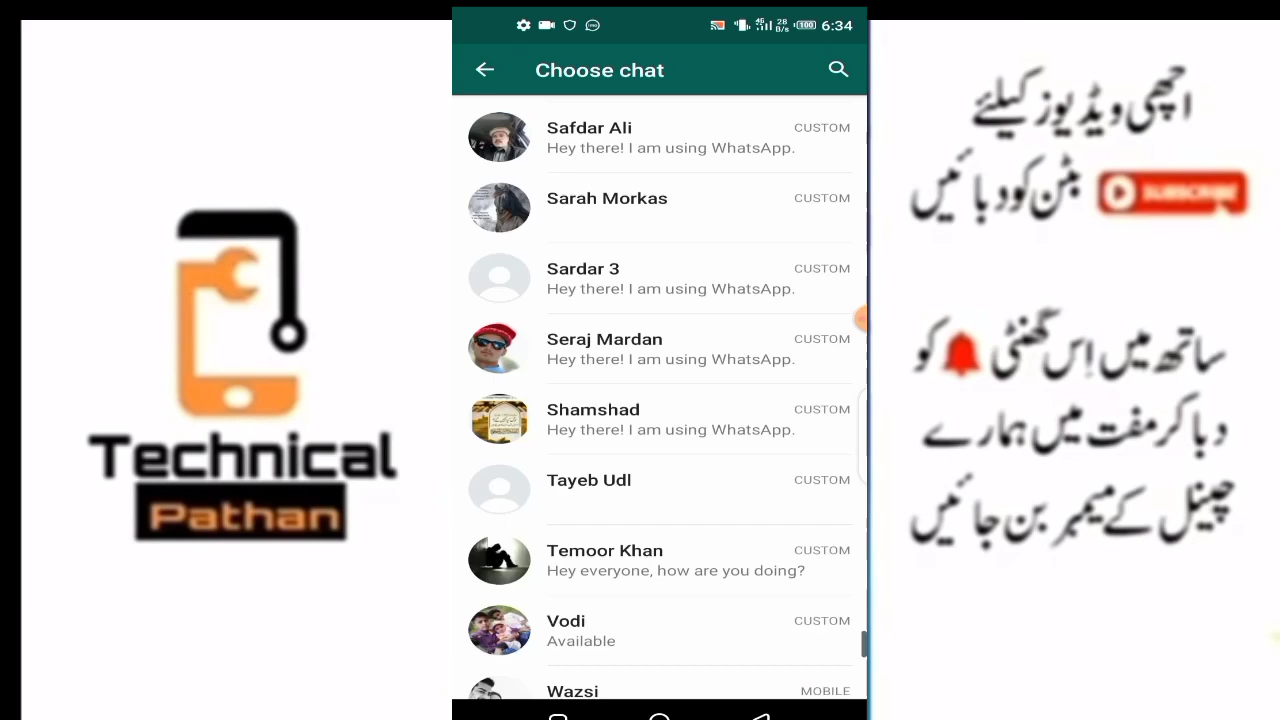 6:34
Choose chat
Safdar Ali
CUSTOM
Hey there! I am using WhatsApp.
Sarah Morkas
CUSTOM
Sardar 3
CUSTOM
Hey there! I am using WhatsApp.
Seraj Mardan
CUSTOM
Hey there! I am using WhatsApp.
Shamshad
CUSTOM
Hey there! I am using WhatsApp.
Tayeb Udl
CUSTOM
Temoor Khan
CUSTOM
Hey everyone, how are you doing?
Vodi
CUSTOM
Available
Wazsi
MOBILE
Technical
Pathan
اچھی ویڈیوز کیلئے
بٹن کو دبائیں SUBSCRIBE
ساتھ میں اِس گھنٹی کو
دبا کر مفت میں ہمارے
چینل کے میمبر بن جائیں